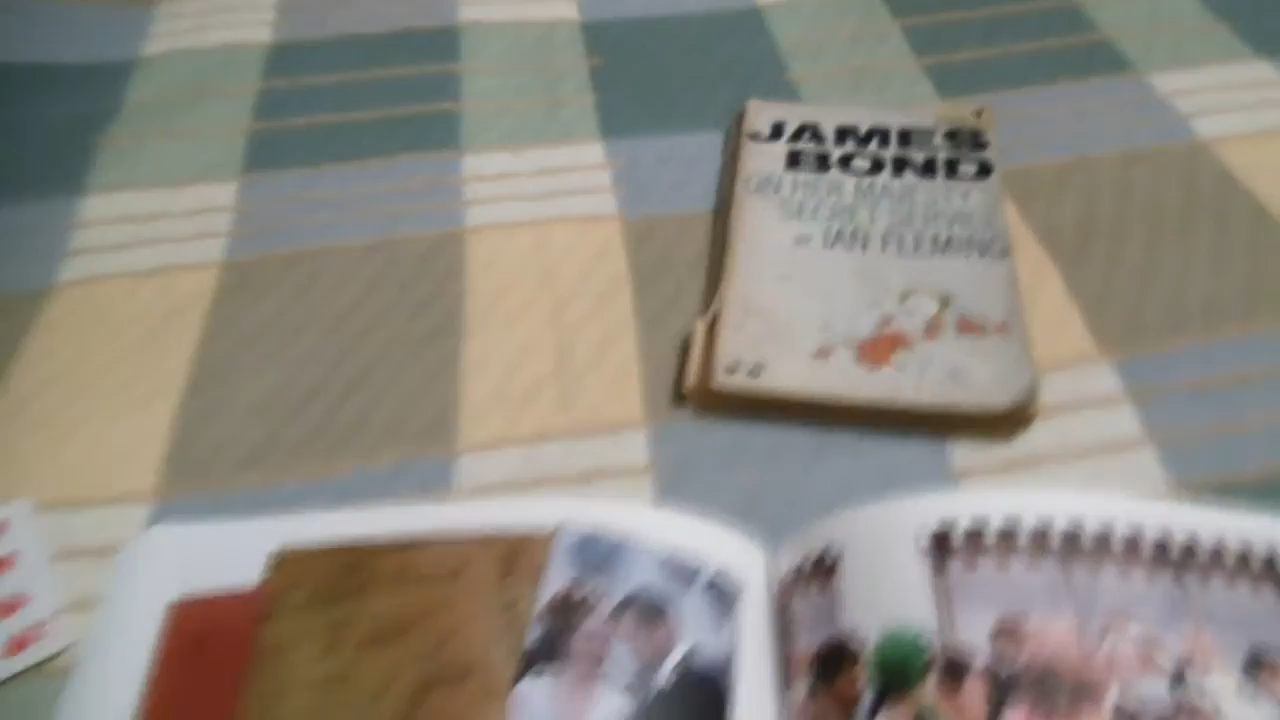 JAMES
BOND
ON HER MAJESTY'S
SECRET SERVICE
IAN FLEMING